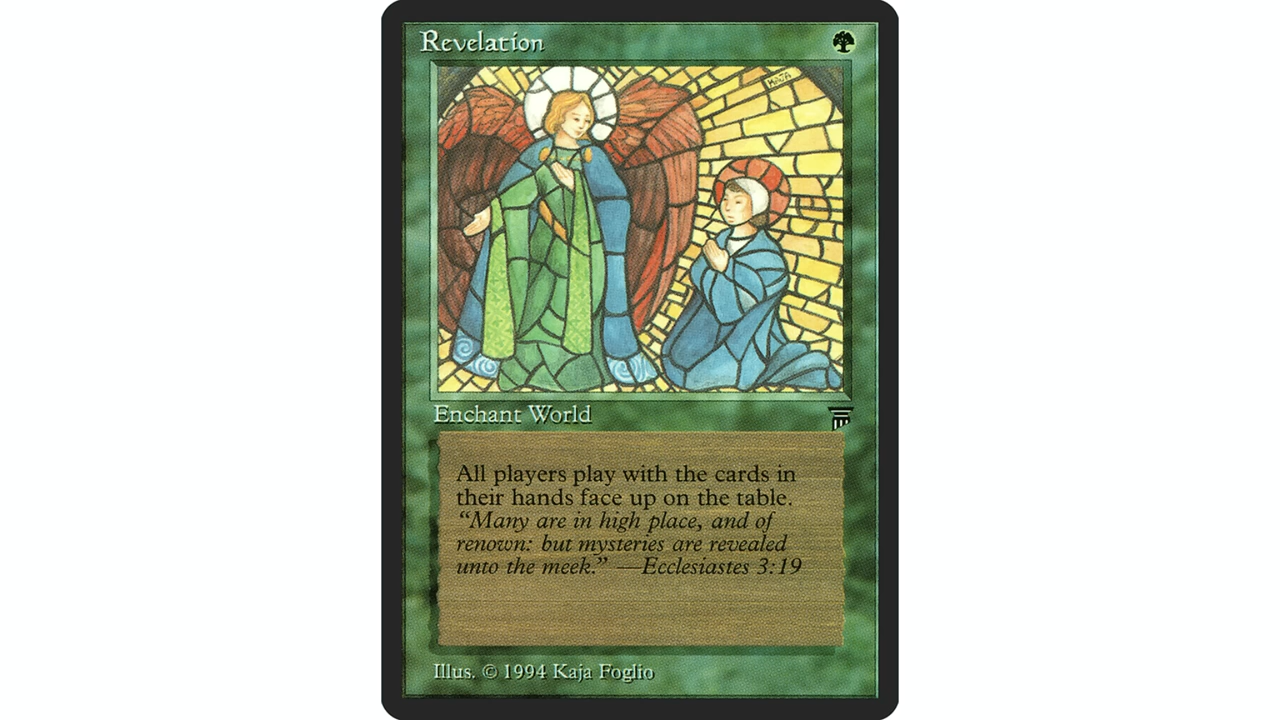 Revelation
KAJA
Enchant World
All players play with the cards in
their hands face up on the table.
“Many are in high place, and of
renown: but mysteries are revealed
unto the meek.” —Ecclesiastes 3:19
Illus. © 1994 Kaja Foglio